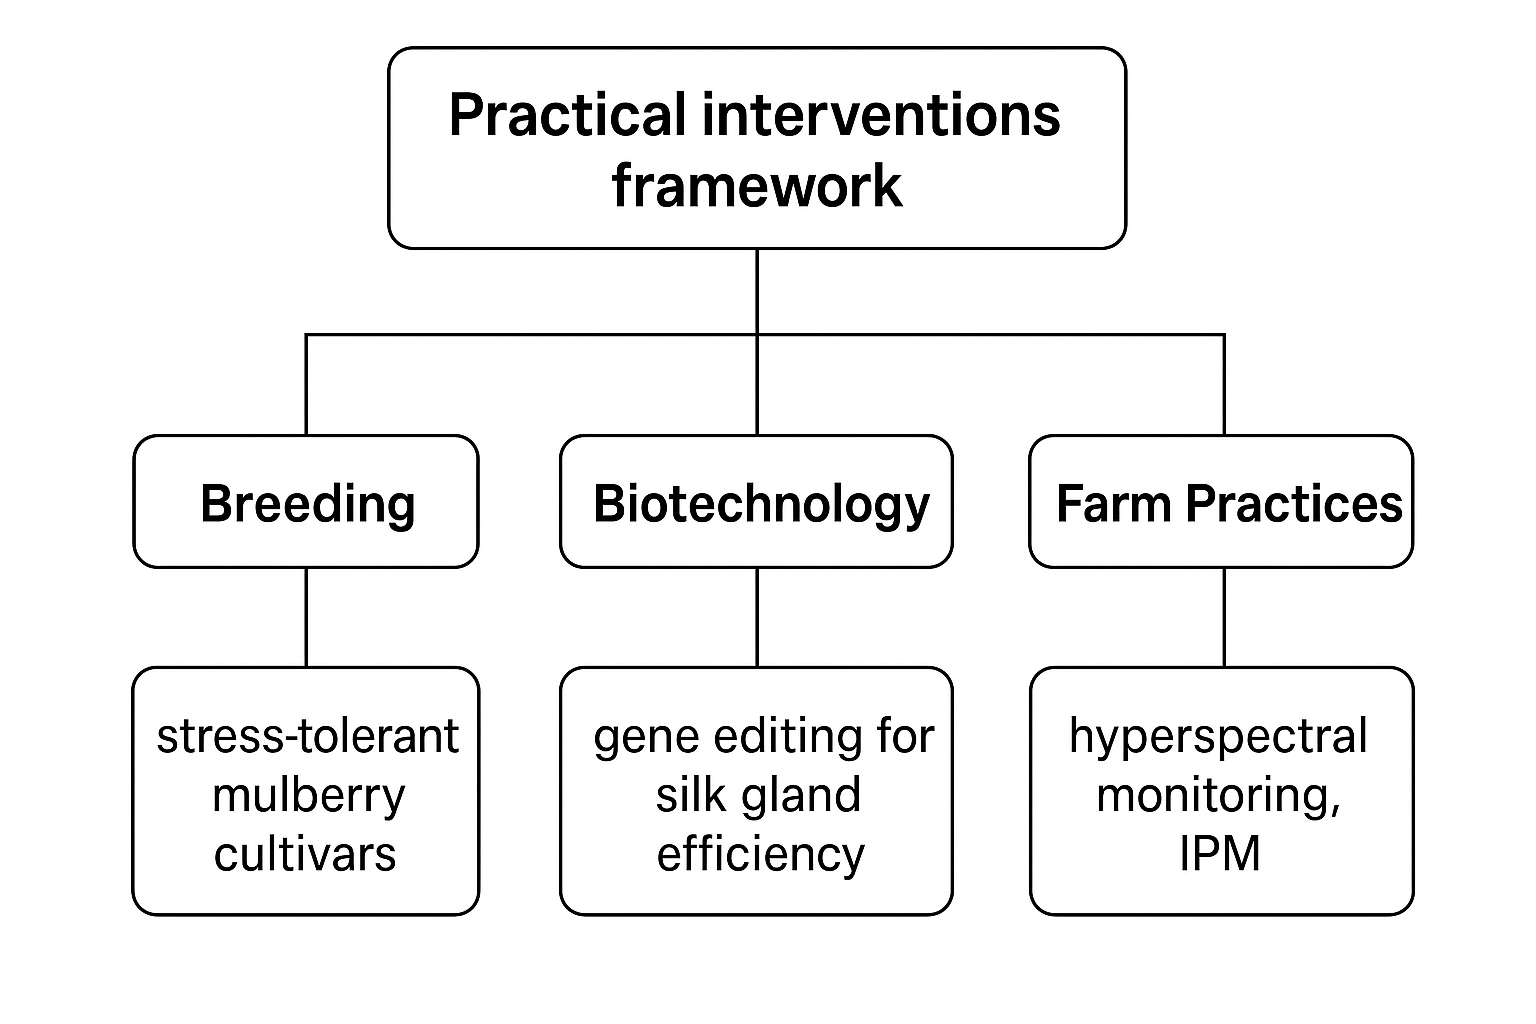 Practical interventions
framework
Breeding
Biotechnology
Farm Practices
stress-tolerant
mulberry
cultivars
gene editing for
silk gland
efficiency
hyperspectral
monitoring,
IPM